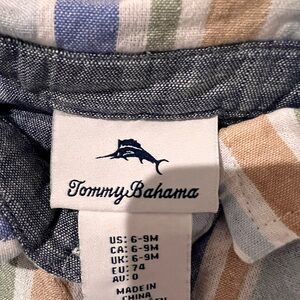 Tommy Bahama
US: 6-9M
CA: 6-9M
UK: 6-9M
EU: 74
AU: 0
MADE IN
CHINA